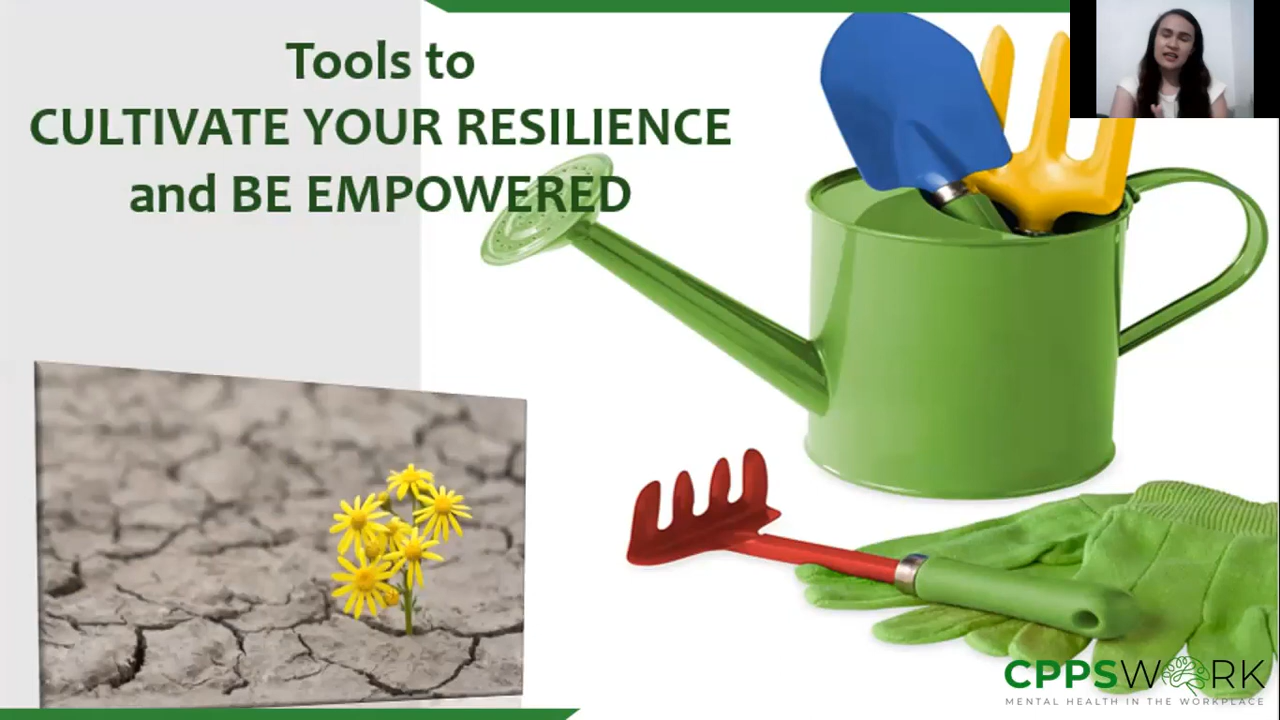 Tools to
CULTIVATE YOUR RESILIENCE
and BE EMPOWERED
CPPSWORK
MENTAL HEALTH IN THE WORKPLACE